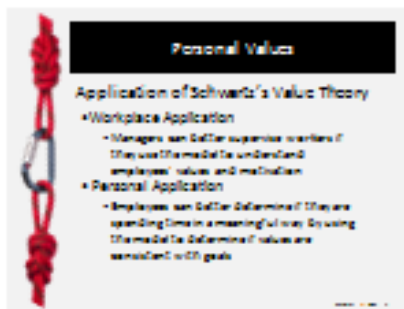 Personal Values
Application of Schwartz's Value Theory
•Workplace Application
•Managers can better supervise workers if
they use the model to understand
employees' values and motivation
• Personal Application
•Employees can better determine if they are
spending time in a meaningful way by using
the model to determine if values are
consistent with goals